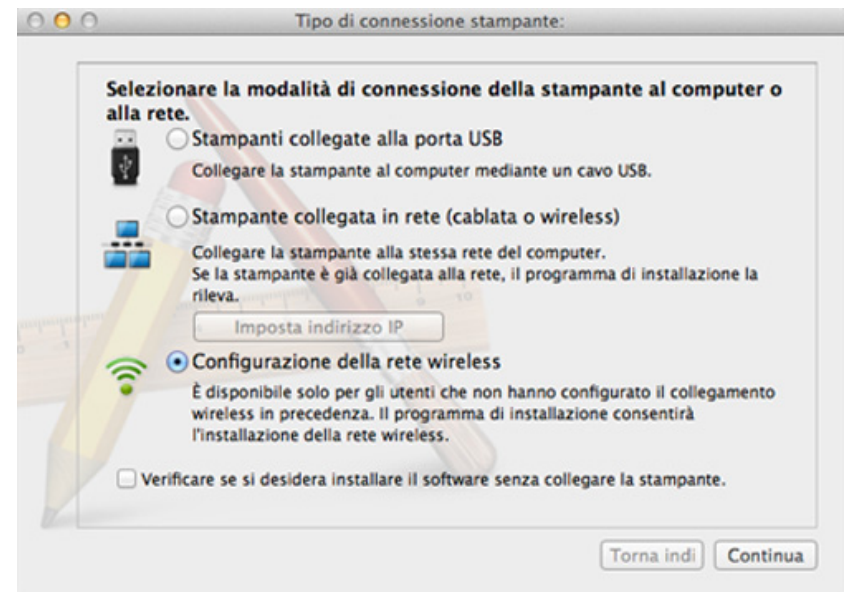 Tipo di connessione stampante:
Selezionare la modalità di connessione della stampante al computer o
alla rete.
Stampanti collegate alla porta USB
Collegare la stampante al computer mediante un cavo USB.
Stampante collegata in rete (cablata o wireless)
Collegare la stampante alla stessa rete del computer.
Se la stampante è già collegata alla rete, il programma di installazione la
rileva.
Imposta indirizzo IP
Configurazione della rete wireless
È disponibile solo per gli utenti che non hanno configurato il collegamento
wireless in precedenza. Il programma di installazione consentirà
l'installazione della rete wireless.
Verificare se si desidera installare il software senza collegare la stampante.
Torna indi Continua